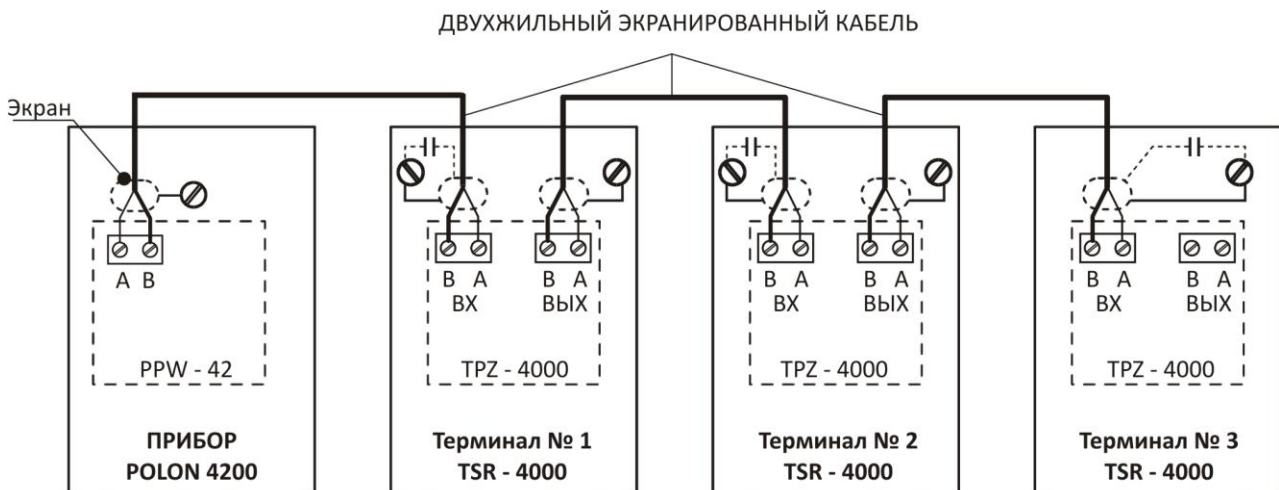 ДВУХЖИЛЬНЫЙ ЭКРАНИРОВАННЫЙ КАБЕЛЬ
Экран
A B
PPW - 42
ПРИБОР
POLON 4200
B A
ВХ
B A
ВЫХ
TPZ - 4000
Терминал № 1
TSR - 4000
B A
ВХ
B A
ВЫХ
TPZ - 4000
Терминал № 2
TSR - 4000
B A
ВХ
B A
ВЫХ
TPZ - 4000
Терминал № 3
TSR - 4000